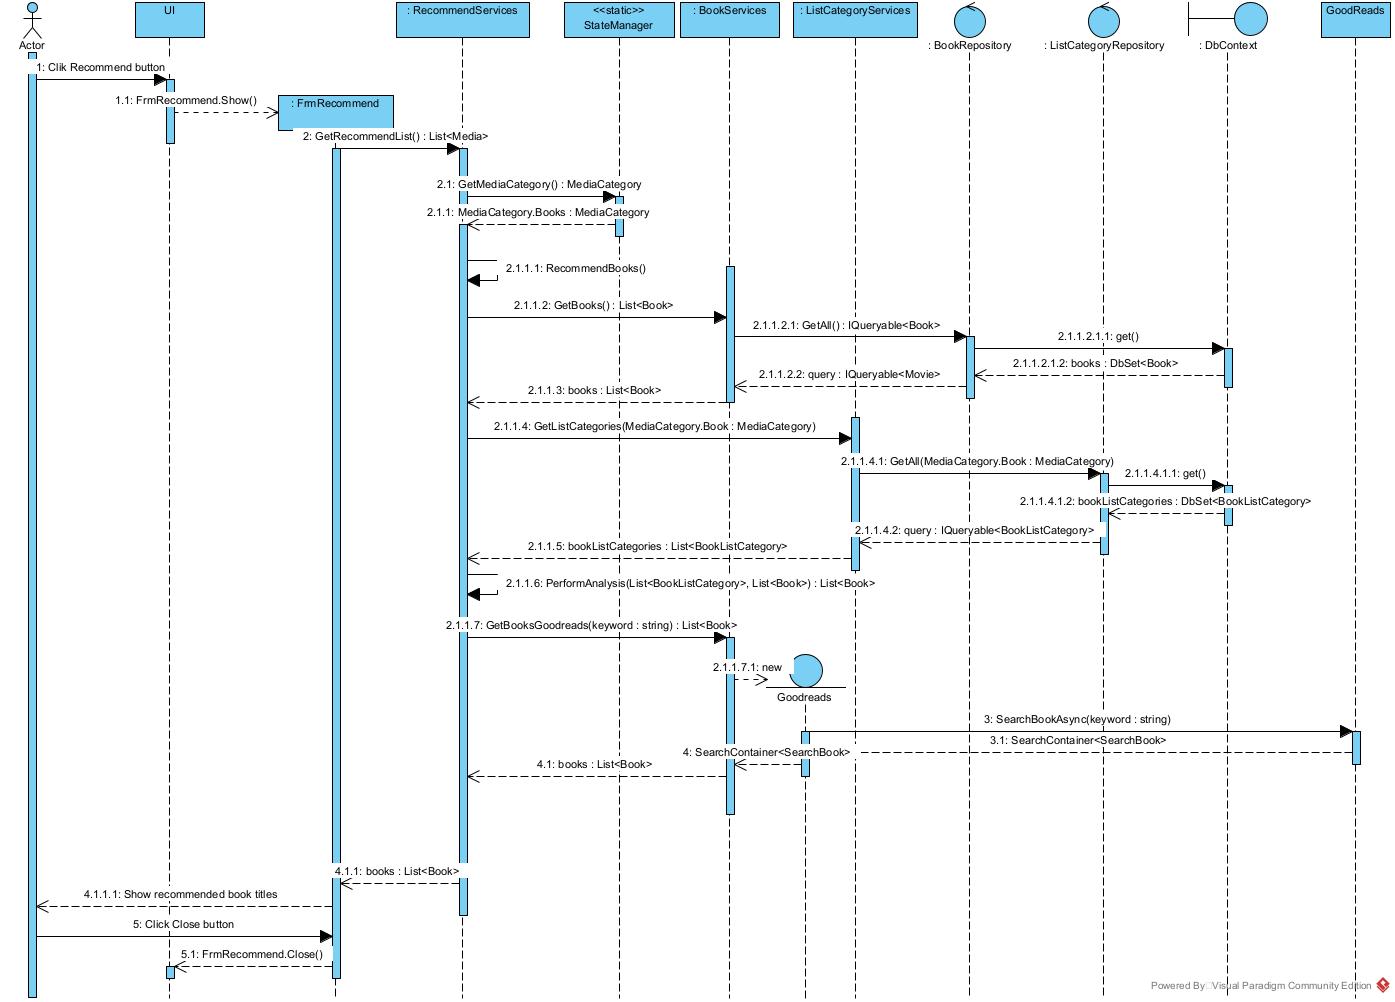 UI
: RecommendServices
<<static>>
StateManager
: BookServices
: ListCategoryServices
GoodReads
Actor
: BookRepository
: ListCategoryRepository
: DbContext
1: Clik Recommend button
1.1: FrmRecommend.Show()
: FrmRecommend
2: GetRecommendList() : List<Media>
2.1: GetMediaCategory() : MediaCategory
2.1.1: MediaCategory.Books : MediaCategory
2.1.1.1: RecommendBooks()
2.1.1.2: GetBooks() : List<Book>
2.1.1.2.1: GetAll() : IQueryable<Book>
2.1.1.2.1.1: get()
2.1.1.2.1.2: books : DbSet<Book>
2.1.1.2.2: query : IQueryable<Movie>
2.1.1.3: books : List<Book>
2.1.1.4: GetListCategories(MediaCategory.Book : MediaCategory)
2.1.1.4.1: GetAll(MediaCategory.Book : MediaCategory)
2.1.1.4.1.1: get()
2.1.1.4.1.2: bookListCategories : DbSet<BookListCategory>
2.1.1.4.2: query : IQueryable<BookListCategory>
2.1.1.5: bookListCategories : List<BookListCategory>
2.1.1.6: PerformAnalysis(List<BookListCategory>, List<Book>) : List<Book>
2.1.1.7: GetBooksGoodreads(keyword : string) : List<Book>
2.1.1.7.1: new
Goodreads
3: SearchBookAsync(keyword : string)
3.1: SearchContainer<SearchBook>
4: SearchContainer<SearchBook>
4.1: books : List<Book>
4.1.1: books : List<Book>
4.1.1.1: Show recommended book titles
5: Click Close button
5.1: FrmRecommend.Close()
Powered By Visual Paradigm Community Edition